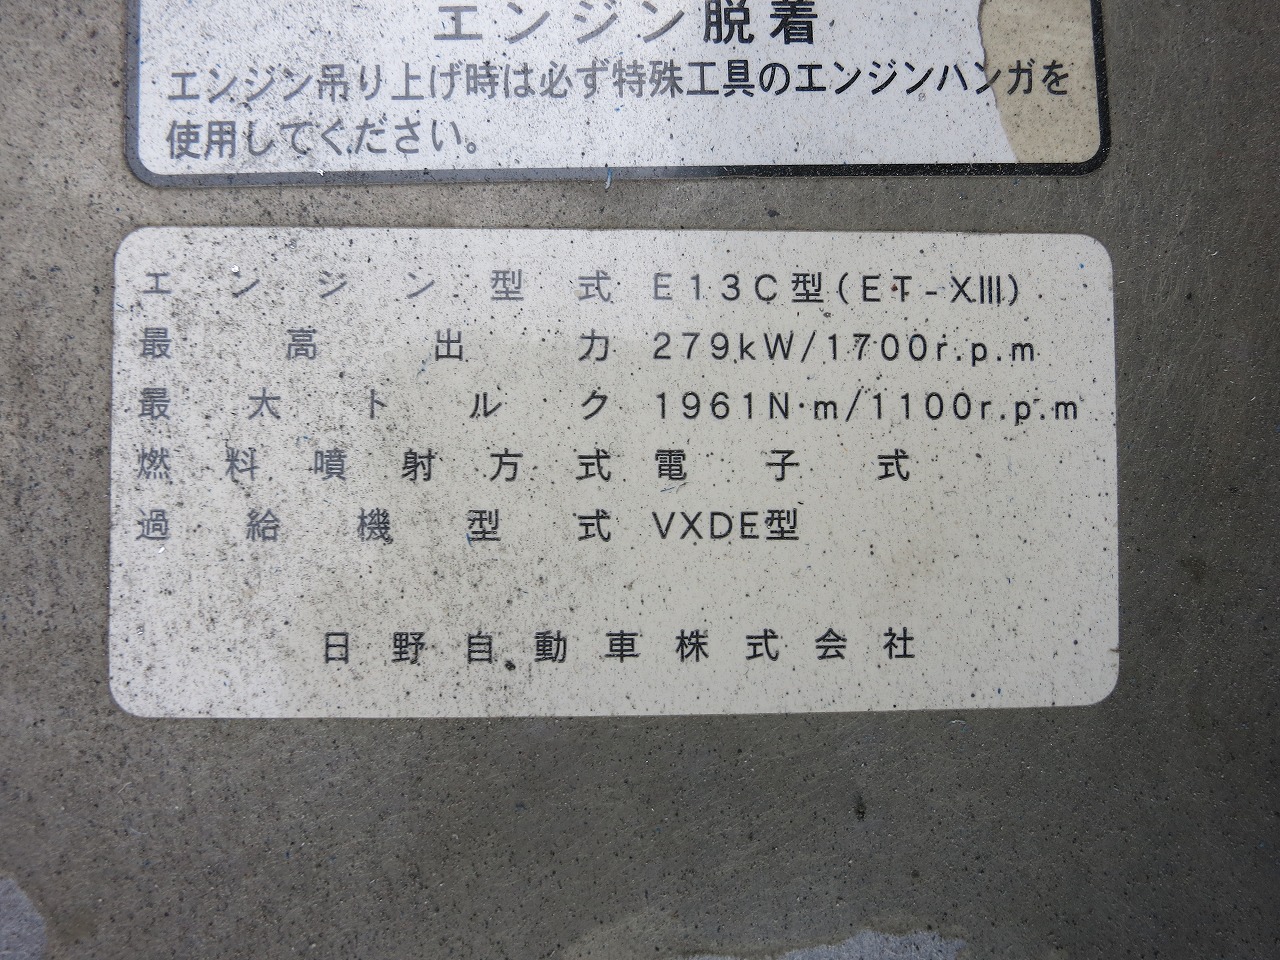 エンジン脱着
エンジン吊り上げ時は必ず特殊工具のエンジンハンガを
使用してください。
エンジン型式 E13C型(ET-XIII)
最高出力 279kW/1700r.p.m
最大トルク 1961N·m/1100r.p.m
燃料噴射方式 電子式
過給機型式 VXDE型
日野自動車株式会社